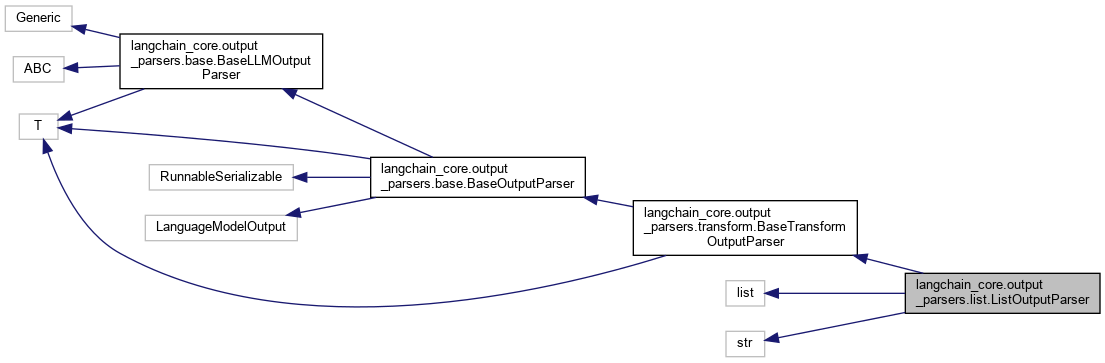 Generic
langchain_core.output
_parsers.base.BaseLLMOutput
Parser
ABC
T
langchain_core.output
_parsers.base.BaseOutputParser
RunnableSerializable
LanguageModelOutput
langchain_core.output
_parsers.transform.BaseTransform
OutputParser
list
langchain_core.output
_parsers.list.ListOutputParser
str